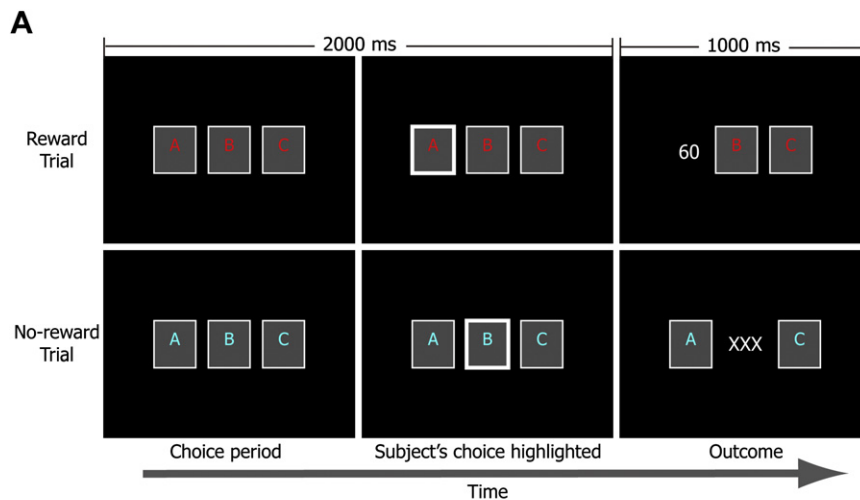 A
2000 ms
1000 ms
Reward
Trial
A B C
A B C
60 B C
No-reward
Trial
A B C
A B C
A XXX C
Choice period
Subject's choice highlighted
Outcome
Time